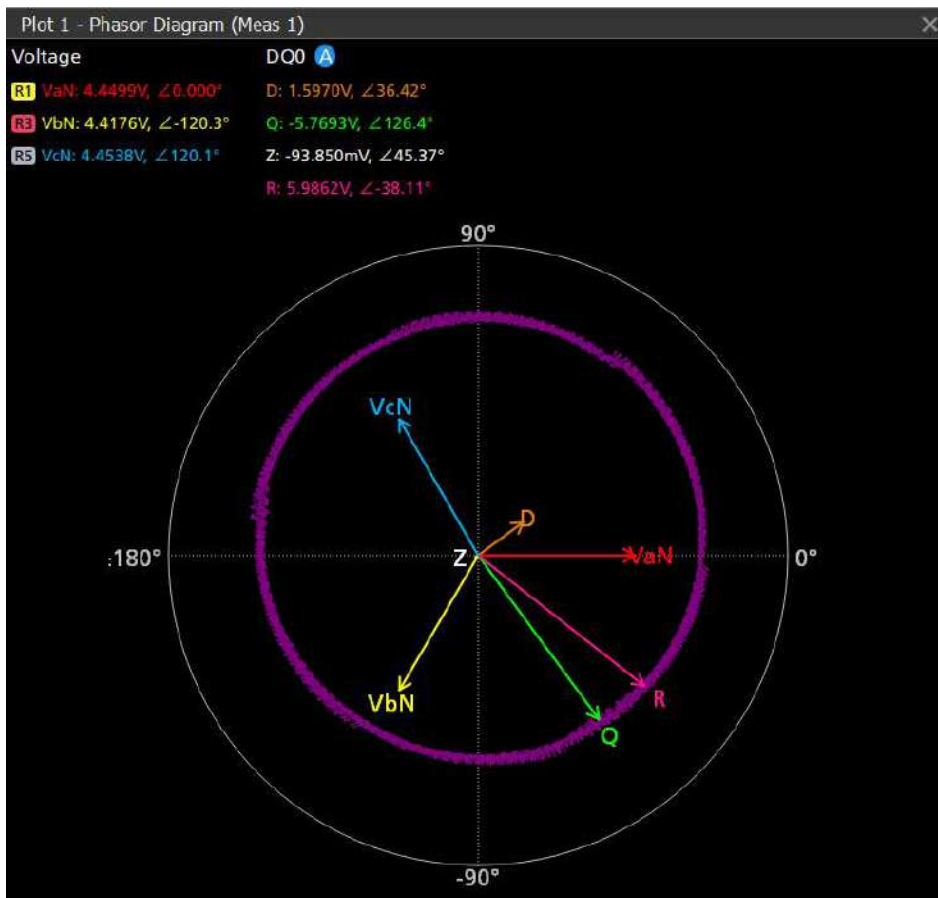 Plot 1 - Phasor Diagram (Meas 1)
Voltage DQ0 A
R1 VaN: 4.4499V, ∠0.000° D: 1.5970V, ∠36.42°
R3 VbN: 4.4176V, ∠-120.3° Q: -5.7693V, ∠126.4°
R5 VcN: 4.4538V, ∠120.1° Z: -93.850mV, ∠45.37°
R: 5.9862V, ∠-38.11°
90°
VcN
D
:180° Z VaN 0°
VbN R
Q
-90°